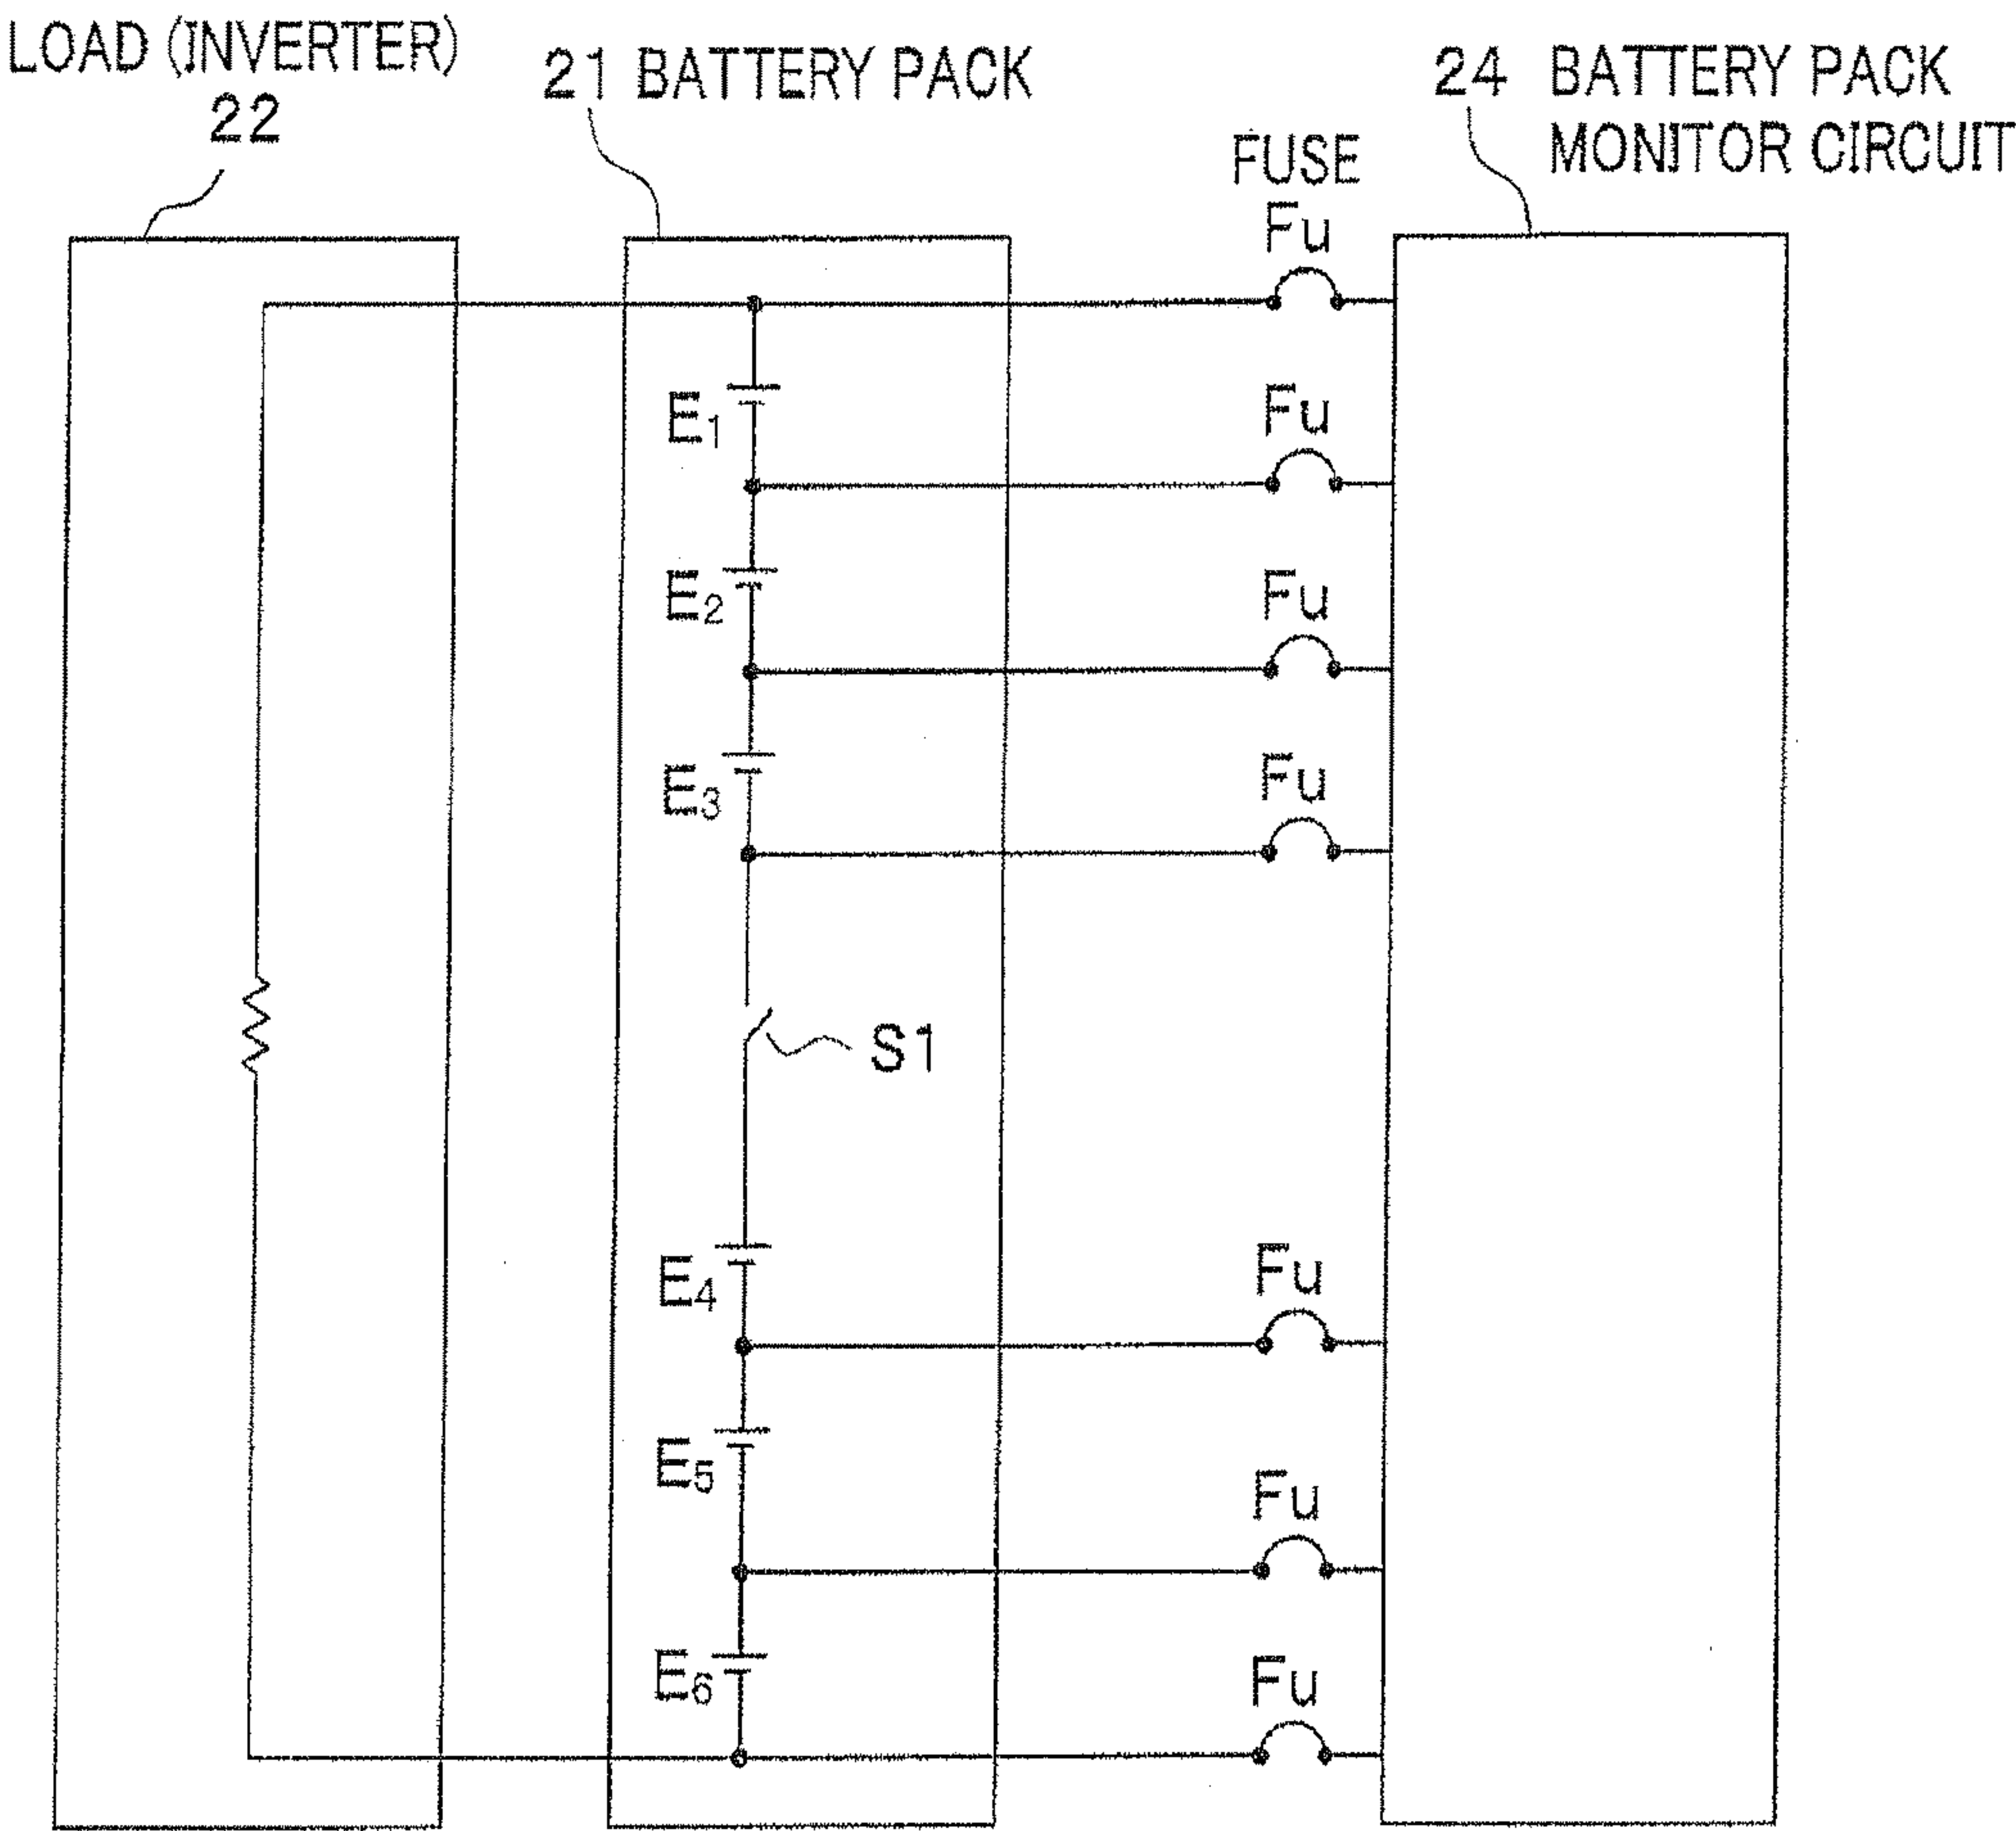 LOAD (INVERTER)
22
21 BATTERY PACK
24 BATTERY PACK
MONITOR CIRCUIT
FUSE
Fu
E1
Fu
E2
Fu
E3
Fu
S1
E4
Fu
E5
Fu
E6
Fu